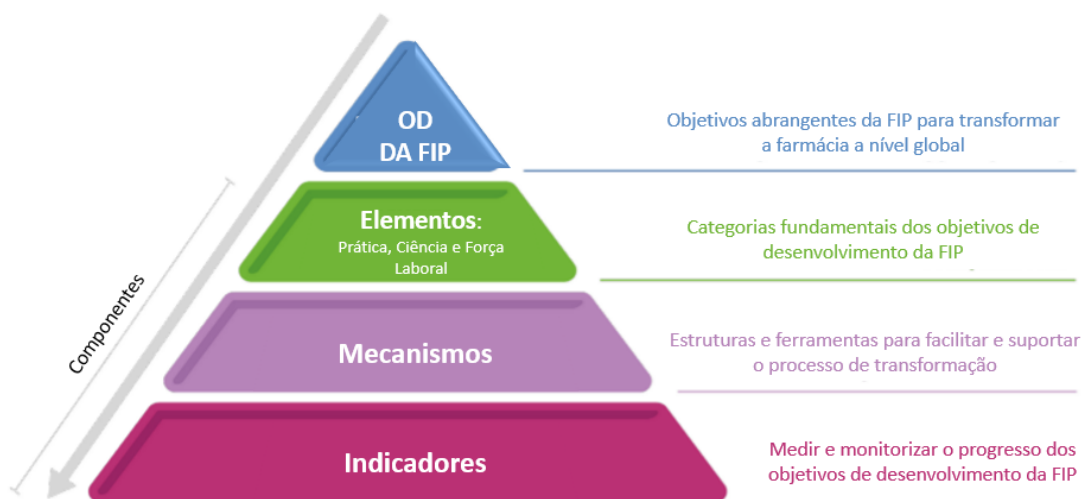 OD
DA FIP
Objetivos abrangentes da FIP para transformar
a farmácia a nível global
Elementos:
Prática, Ciência e Força
Laboral
Categorias fundamentais dos objetivos de
desenvolvimento da FIP
Componentes
Mecanismos
Estruturas e ferramentas para facilitar e suportar
o processo de transformação
Indicadores
Medir e monitorizar o progresso dos
objetivos de desenvolvimento da FIP